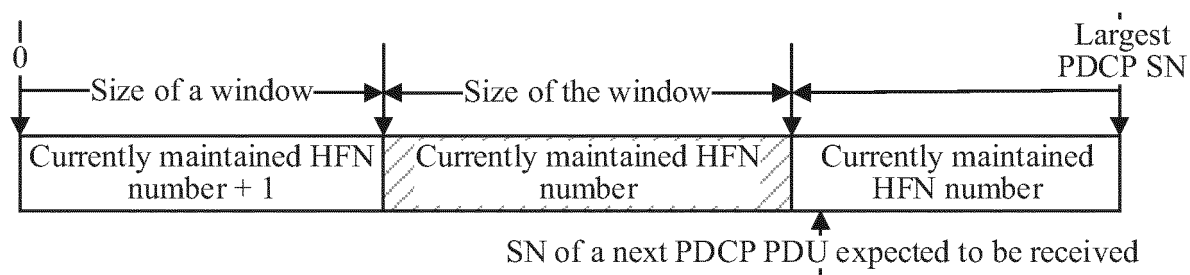 0
Largest
PDCP SN
Size of a window
Size of the window
Currently maintained HFN
number + 1
Currently maintained HFN
number
Currently maintained
HFN number
SN of a next PDCP PDU expected to be received